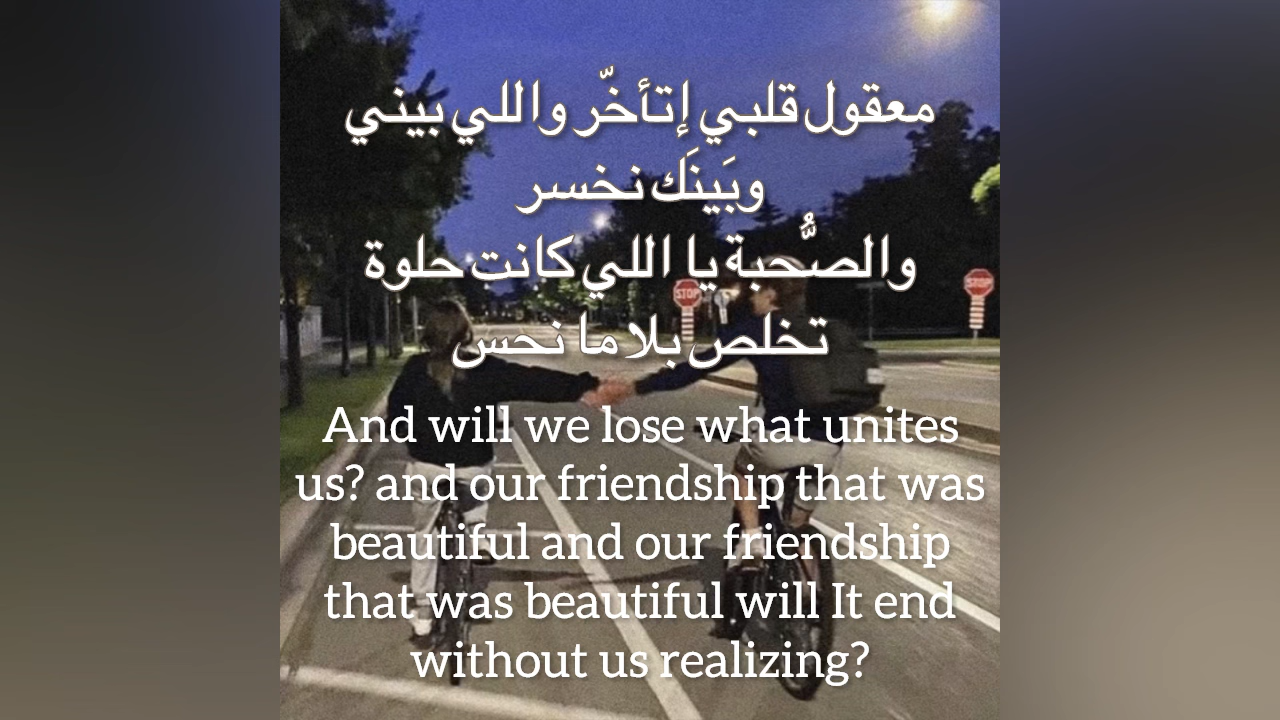 معقول قلبي إتأخّر واللي بيني
وبَينَك نخسر
والصُّحبة يا اللي كانت حلوة
تخلص بلا ما نحس
STOP
STOP
And will we lose what unites
us? and our friendship that was
beautiful and our friendship
that was beautiful will It end
without us realizing?